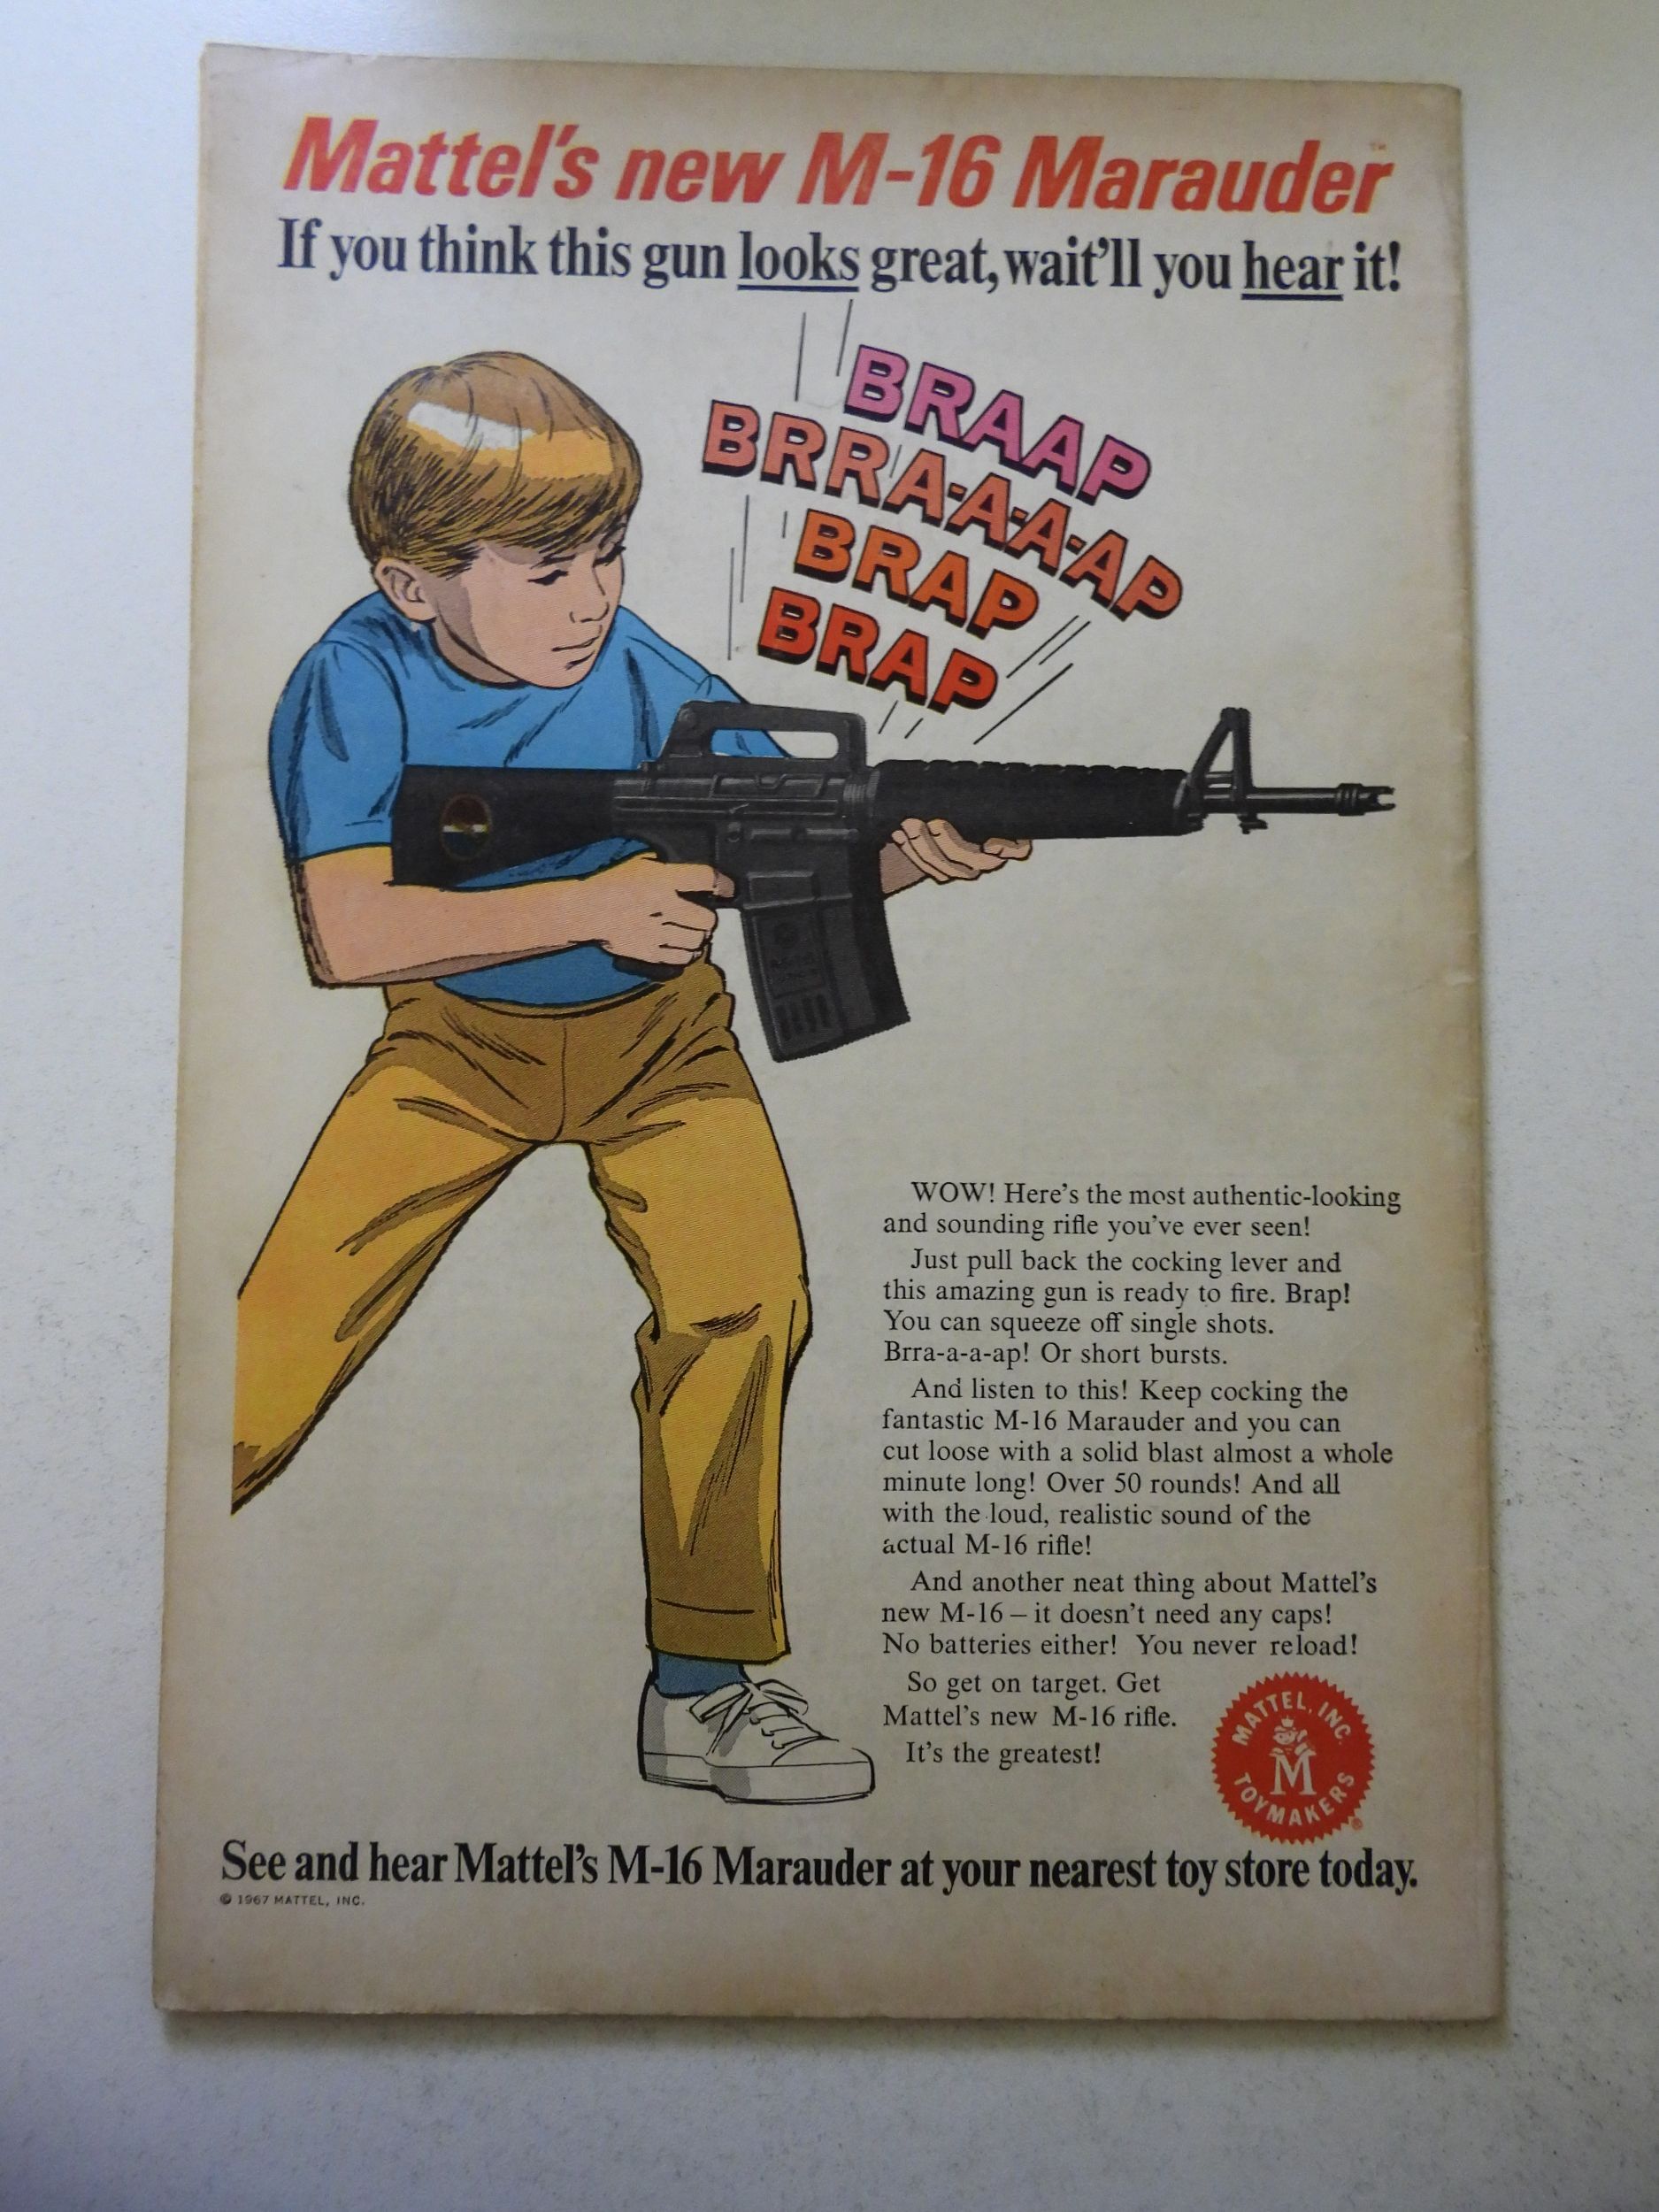 Mattel's new M-16 Marauder™
If you think this gun looks great, wait'll you hear it!
BRAAP
BRRA-A-A-AP
BRAP
BRAP
WOW! Here's the most authentic-looking
and sounding rifle you've ever seen!
Just pull back the cocking lever and
this amazing gun is ready to fire. Brap!
You can squeeze off single shots.
Brra-a-a-ap! Or short bursts.
And listen to this! Keep cocking the
fantastic M-16 Marauder and you can
cut loose with a solid blast almost a whole
minute long! Over 50 rounds! And all
with the loud, realistic sound of the
actual M-16 rifle!
And another neat thing about Mattel's
new M-16 – it doesn't need any caps!
No batteries either! You never reload!
So get on target. Get
Mattel's new M-16 rifle.
It's the greatest!
MATTEL, INC.
M
TOYMAKERS
®
See and hear Mattel's M-16 Marauder at your nearest toy store today.
© 1967 MATTEL, INC.